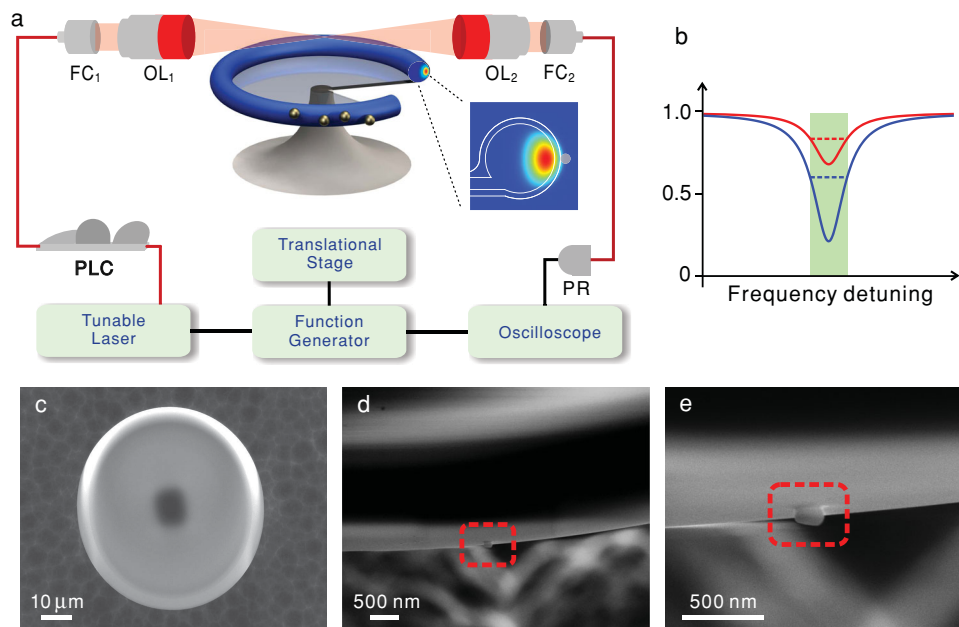 a
FC₁
OL₁
OL₂
FC₂
PLC
Translational
Stage
PR
Tunable
Laser
Function
Generator
Oscilloscope
b
1.0
0.5
0
Frequency detuning
c
10 μm
d
500 nm
e
500 nm